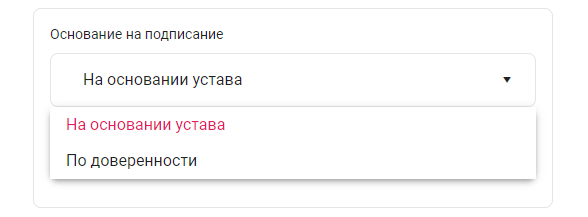 Основание на подписание
На основании устава
На основании устава
По доверенности